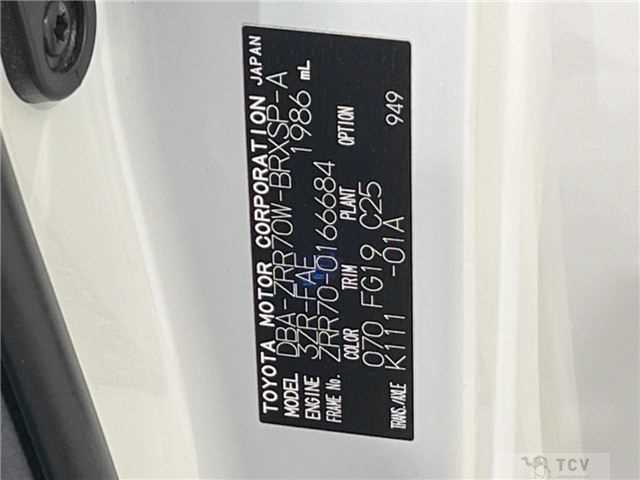 TOYOTA MOTOR CORPORATION JAPAN
MODEL DBA-ZRR70W-BRXSP-A
ENGINE 3ZR-FAE 1986 mL
FRAME No. ZRR70-0166684
COLOR TRIM PLANT OPTION
070 FG19 C25 949
TRANS./AXLE K111 -01A
TCV